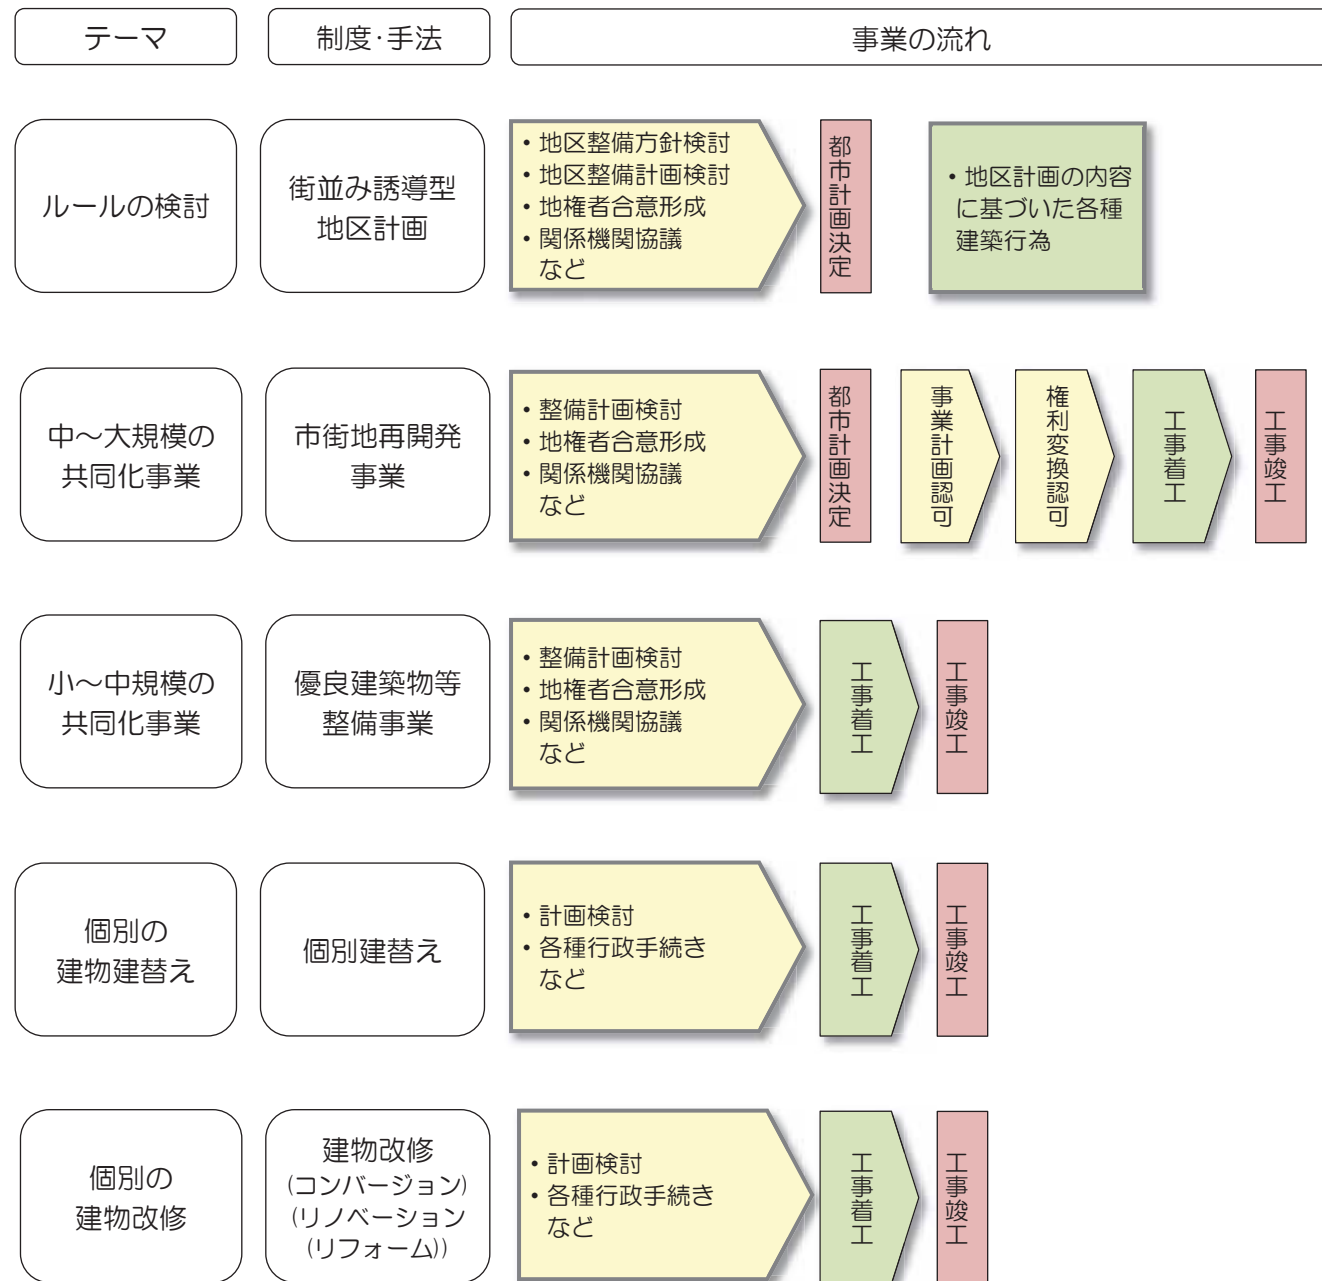 テーマ
制度・手法
事業の流れ
ルールの検討
街並み誘導型
地区計画
・地区整備方針検討
・地区整備計画検討
・地権者合意形成
・関係機関協議
など
都市計画決定
・地区計画の内容
に基づいた各種
建築行為
中～大規模の
共同化事業
市街地再開発
事業
・整備計画検討
・地権者合意形成
・関係機関協議
など
都市計画決定
事業計画認可
権利変換認可
工事着工
工事竣工
小～中規模の
共同化事業
優良建築物等
整備事業
・整備計画検討
・地権者合意形成
・関係機関協議
など
工事着工
工事竣工
個別の
建物建替え
個別建替え
・計画検討
・各種行政手続き
など
工事着工
工事竣工
個別の
建物改修
建物改修
(コンバージョン)
(リノベーション
(リフォーム))
・計画検討
・各種行政手続き
など
工事着工
工事竣工